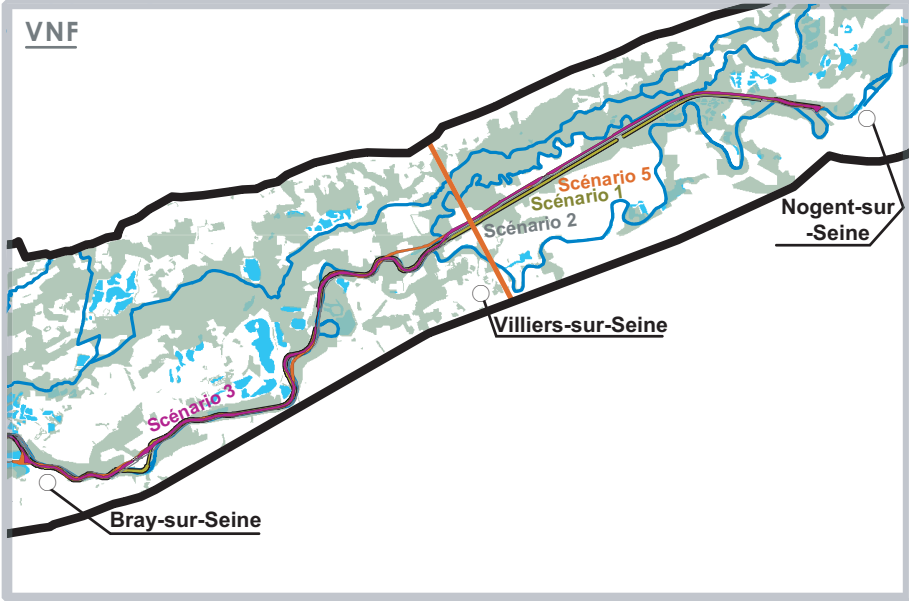 VNF
Scénario 5
Scénario 1
Scénario 2
Nogent-sur
-Seine
Villiers-sur-Seine
Scénario 3
Bray-sur-Seine